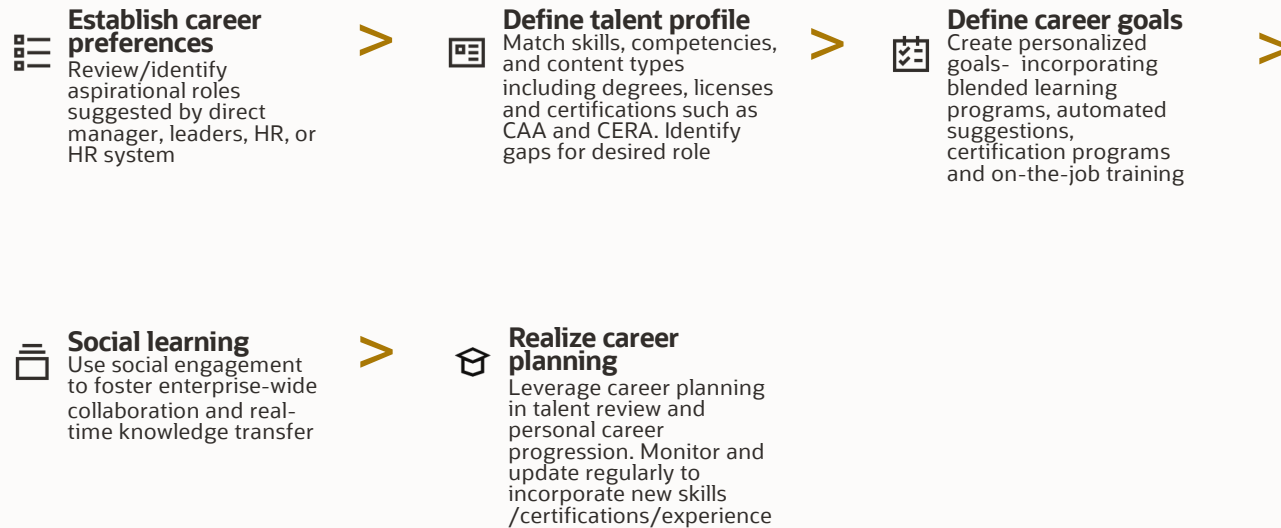 Establish career
preferences
Review/identify
aspirational roles
suggested by direct
manager, leaders, HR, or
HR system
>
Define talent profile
Match skills, competencies,
and content types
including degrees, licenses
and certifications such as
CAA and CERA. Identify
gaps for desired role
>
Define career goals
Create personalized
goals- incorporating
blended learning
programs, automated
suggestions,
certification programs
and on-the-job training
>
Social learning
Use social engagement
to foster enterprise-wide
collaboration and real-
time knowledge transfer
>
Realize career
planning
Leverage career planning
in talent review and
personal career
progression. Monitor and
update regularly to
incorporate new skills
/certifications/experience